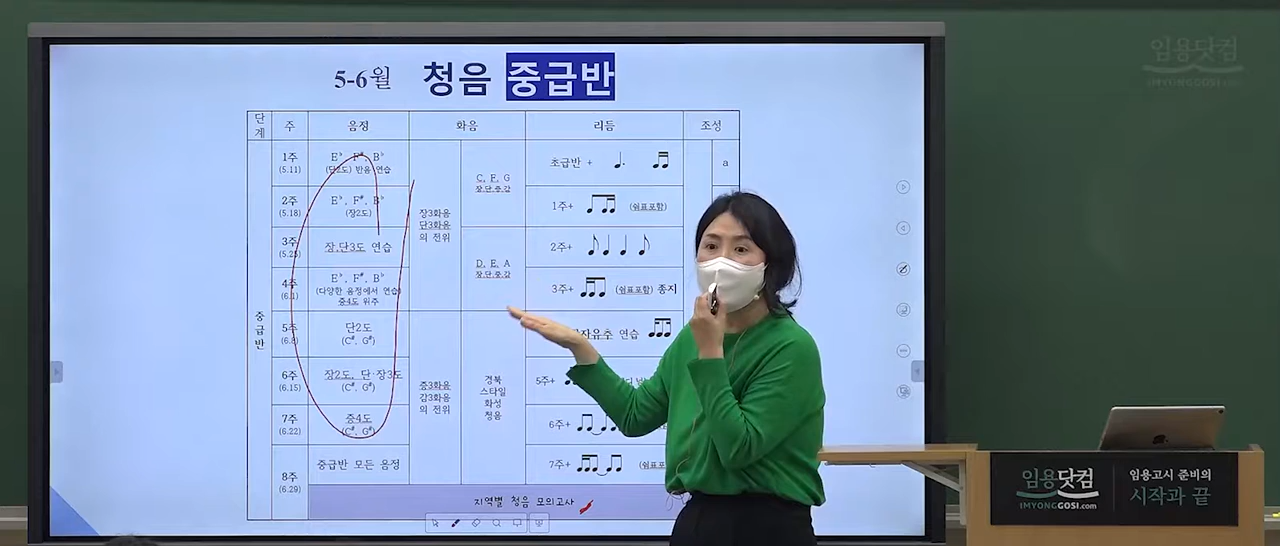 5-6월 청음 중급반
임용닷컴
IMYONGGOSI.com
단계 주 음정 화음 리듬 조성
중급반
1주 (5.11)
E♭, F#, B♭
(단2도) 반음 연습
2주 (5.18)
E♭, F#, B♭
(장2도)
3주 (5.25)
장,단3도 연습
4주 (6.1)
E♭, F#, B♭
(다양한 음정에서 연습)
중4도 위주
5주 (6.8)
단2도
(C#, G#)
6주 (6.15)
장2도, 단·장3도
(C#, G#)
7주 (6.22)
중4도
(C#, G#)
8주 (6.29)
중급반 모든 음정
장3화음
단3화음
의 전위
증3화음
감3화음
의 전위
C, F, G
장,단,증,감
D, E, A
장,단,증,감
경북
스타일
화성
청음
초급반 +
1주+ (쉼표포함)
2주+
3주+ (쉼표포함) 종지
연습
5주+
6주+
7주+ (쉼표포
a
지역별 청음 모의고사
임용닷컴
IMYONGGOSI.com
임용고시 준비의
시작과 끝